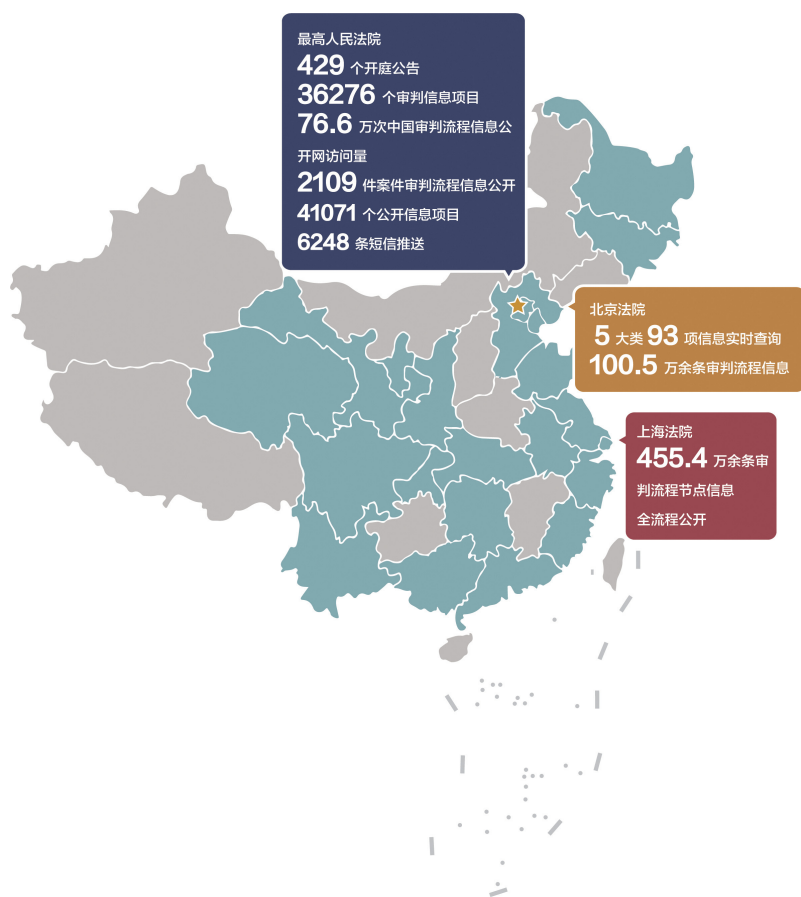 最高人民法院
429 个开庭公告
36276 个审判信息项目
76.6 万次中国审判流程信息公
开网访问量
2109 件案件审判流程信息公开
41071 个公开信息项目
6248 条短信推送
北京法院
5 大类 93 项信息实时查询
100.5 万余条审判流程信息
上海法院
455.4 万余条审
判流程节点信息
全流程公开